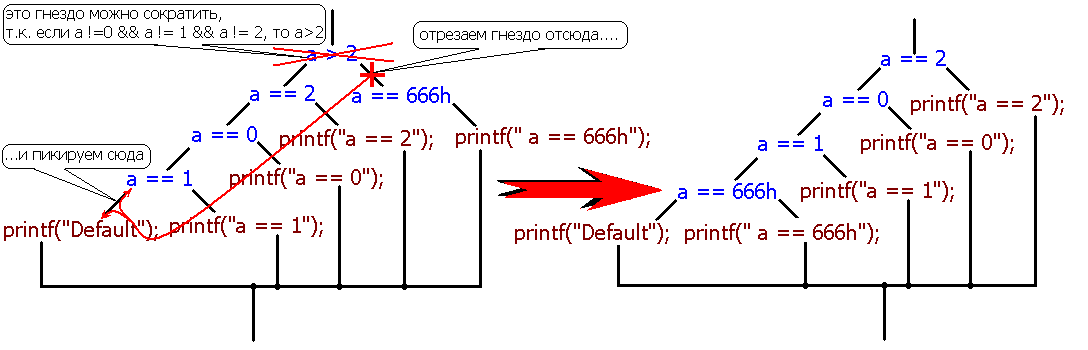 это гнездо можно сократить,
т.к. если a !=0 && a != 1 && a != 2, то a>2
отрезаем гнездо отсюда....
a > 2
a == 2
a == 666h
a == 0
printf("a == 2");
printf(" a == 666h");
...и пикируем сюда
a == 1
printf("a == 0");
printf("Default");
printf("a == 1");
a == 2
a == 0
printf("a == 2");
a == 1
printf("a == 0");
a == 666h
printf("a == 1");
printf("Default");
printf(" a == 666h");